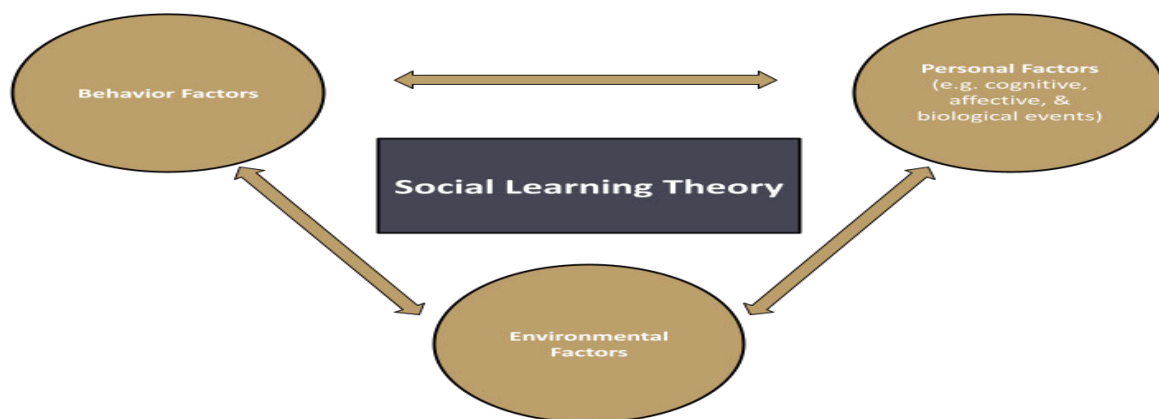 Behavior Factors
Personal Factors
(e.g. cognitive,
affective, &
biological events)
Social Learning Theory
Environmental
Factors